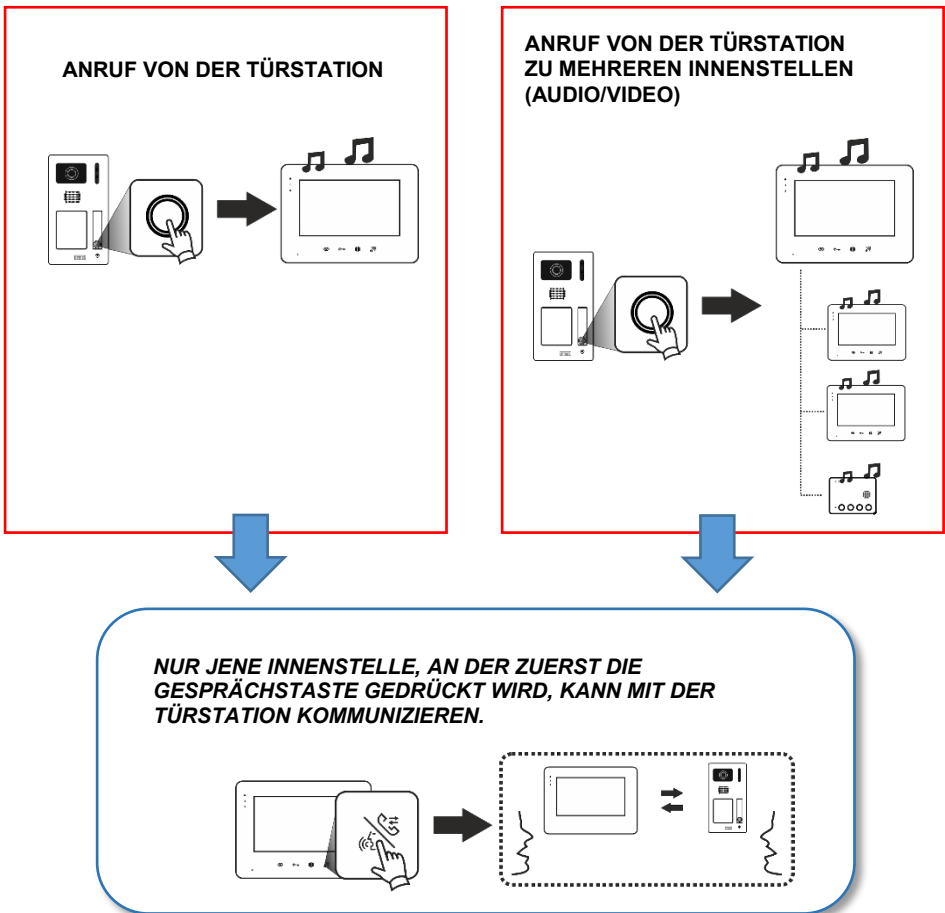 ANRUF VON DER TÜRSTATION
ANRUF VON DER TÜRSTATION
ZU MEHREREN INNENSTELLEN
(AUDIO/VIDEO)
NUR JENE INNENSTELLE, AN DER ZUERST DIE
GESPRÄCHSTASTE GEDRÜCKT WIRD, KANN MIT DER
TÜRSTATION KOMMUNIZIEREN.